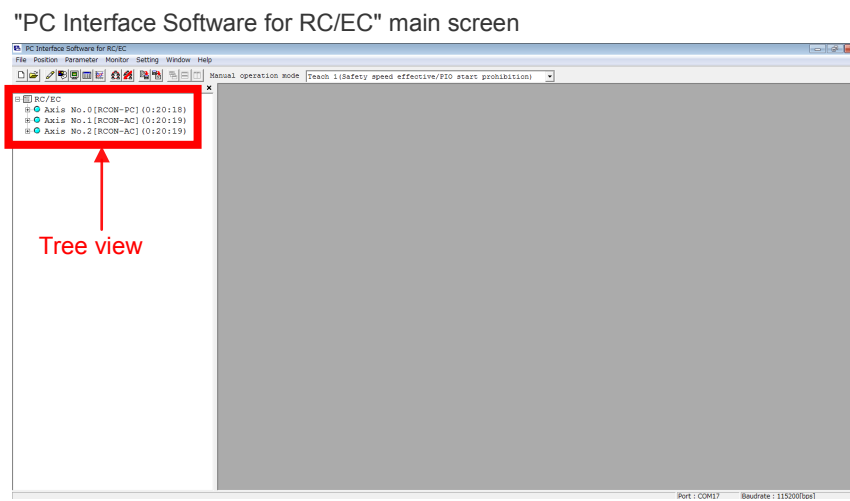 "PC Interface Software for RC/EC" main screen
PC Interface Software for RC/EC
File Position Parameter Monitor Setting Window Help
Manual operation mode Teach 1(Safety speed effective/PIO start prohibition)
RC/EC
Axis No.0[RCON-PC](0:20:18)
Axis No.1[RCON-AC](0:20:19)
Axis No.2[RCON-AC](0:20:19)
Tree view
Port : COM17 Baudrate : 115200[bps]